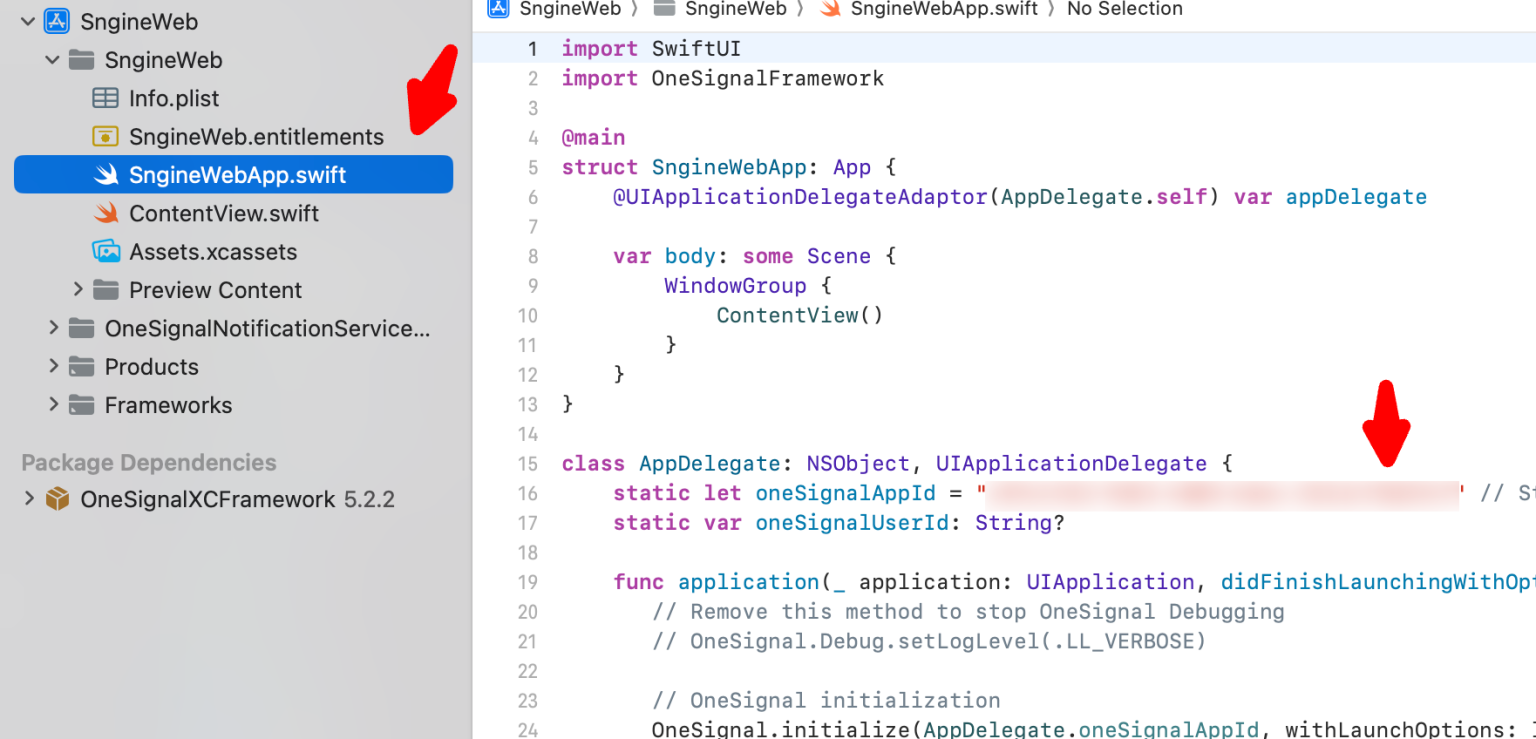 SngineWeb
SngineWeb
Info.plist
SngineWeb.entitlements
SngineWebApp.swift
ContentView.swift
Assets.xcassets
Preview Content
OneSignalNotificationService...
Products
Frameworks
Package Dependencies
OneSignalXCFramework 5.2.2
SngineWeb 〉 SngineWeb 〉 SngineWebApp.swift 〉 No Selection
1 import SwiftUI
2 import OneSignalFramework
3
4 @main
5 struct SngineWebApp: App {
6 @UIApplicationDelegateAdaptor(AppDelegate.self) var appDelegate
7
8 var body: some Scene {
9 WindowGroup {
10 ContentView()
11 }
12 }
13 }
14
15 class AppDelegate: NSObject, UIApplicationDelegate {
16 static let oneSignalAppId = " //
17 static var oneSignalUserId: String?
18
19 func application(_ application: UIApplication,
20 // Remove this method to stop OneSignal Debugging
21 // OneSignal.Debug.setLogLevel(.LL_VERBOSE)
22
23 // OneSignal initialization
24 OneSignal.initialize(AppDelegate.oneSignalAppId, withLaunchOptions: